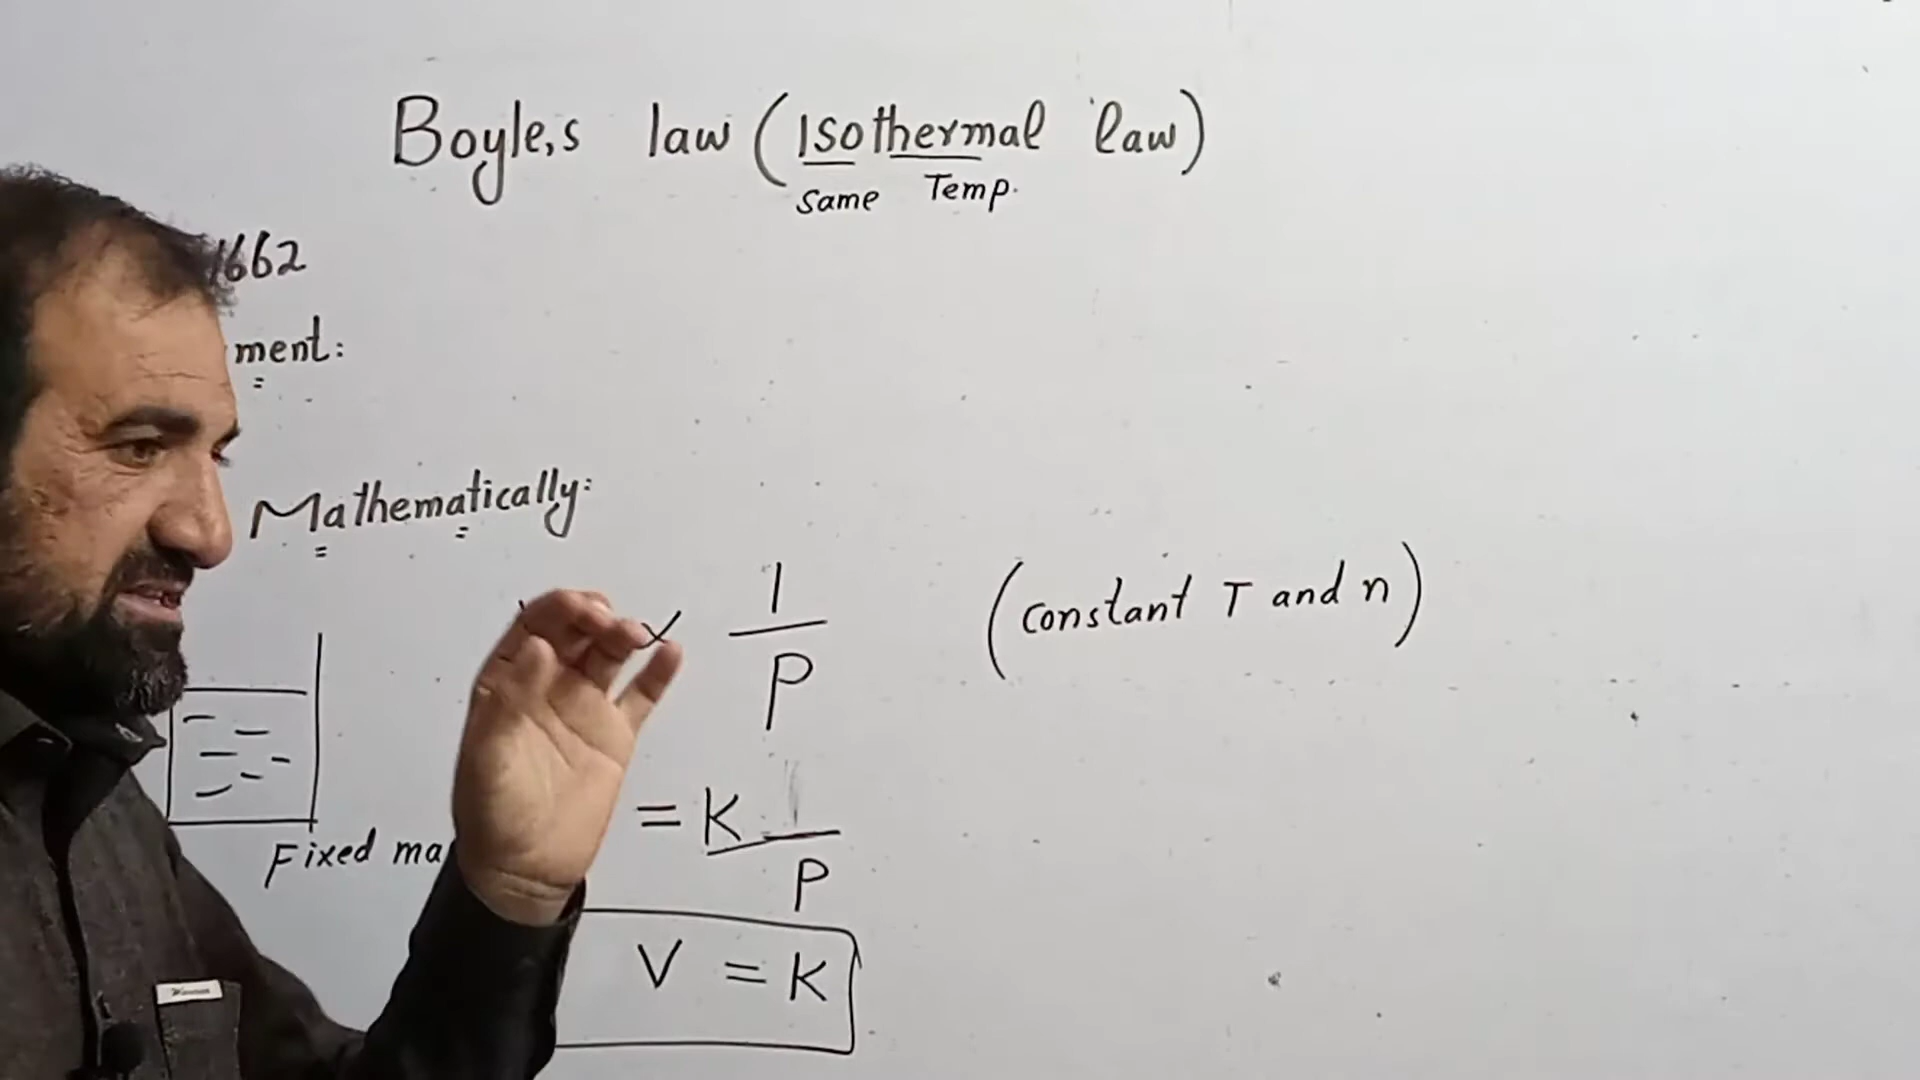 Boyle,s law (Isothermal law)
Same Temp.
1662
ment:
Mathematically:
1
P
(constant T and n)
= K 1
P
Fixed ma
V = K